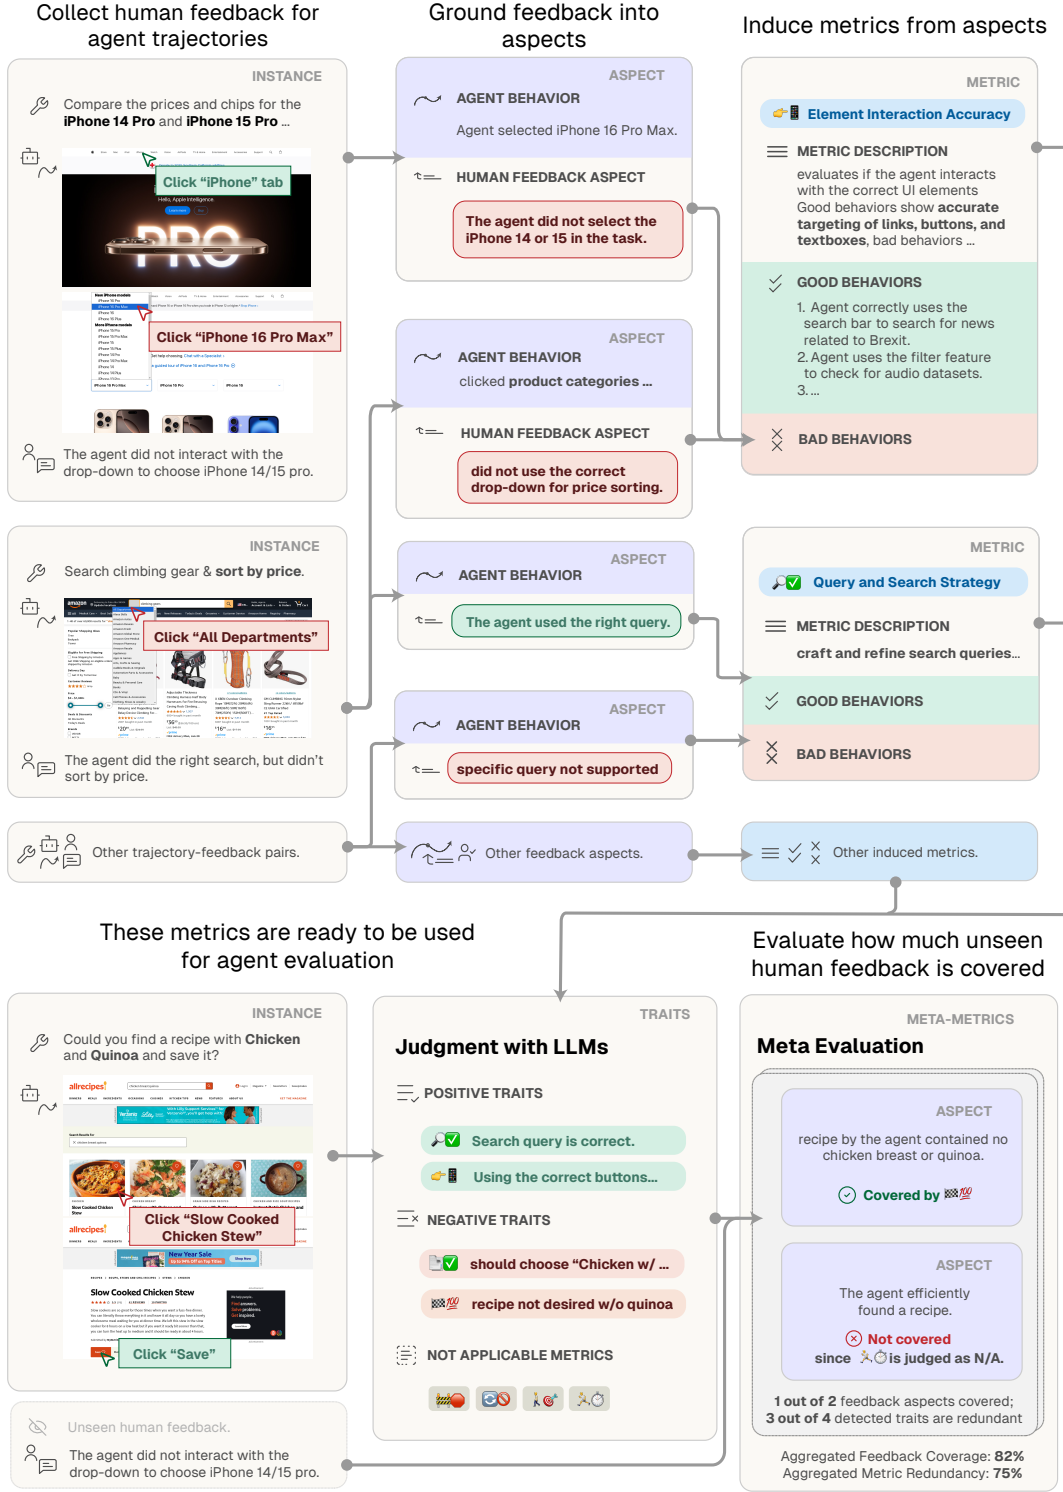 Collect human feedback for
agent trajectories
Ground feedback into
aspects
Induce metrics from aspects
INSTANCE
Compare the prices and chips for the
iPhone 14 Pro and iPhone 15 Pro ...
Click “iPhone” tab
Hello, Apple Intelligence.
PRO
Click “iPhone 16 Pro Max”
The agent did not interact with the
drop-down to choose iPhone 14/15 pro.
ASPECT
AGENT BEHAVIOR
Agent selected iPhone 16 Pro Max.
HUMAN FEEDBACK ASPECT
The agent did not select the
iPhone 14 or 15 in the task.
ASPECT
AGENT BEHAVIOR
clicked product categories ...
HUMAN FEEDBACK ASPECT
did not use the correct
drop-down for price sorting.
METRIC
Element Interaction Accuracy
METRIC DESCRIPTION
evaluates if the agent interacts
with the correct UI elements
Good behaviors show accurate
targeting of links, buttons, and
textboxes, bad behaviors ...
GOOD BEHAVIORS
1. Agent correctly uses the
search bar to search for news
related to Brexit.
2. Agent uses the filter feature
to check for audio datasets.
3. ...
BAD BEHAVIORS
INSTANCE
Search climbing gear & sort by price.
amazon
Click “All Departments”
The agent did the right search, but didn’t
sort by price.
ASPECT
AGENT BEHAVIOR
The agent used the right query.
ASPECT
AGENT BEHAVIOR
specific query not supported
METRIC
Query and Search Strategy
METRIC DESCRIPTION
craft and refine search queries...
GOOD BEHAVIORS
BAD BEHAVIORS
Other trajectory-feedback pairs.
Other feedback aspects.
Other induced metrics.
These metrics are ready to be used
for agent evaluation
Evaluate how much unseen
human feedback is covered
INSTANCE
Could you find a recipe with Chicken
and Quinoa and save it?
allrecipes
Click “Slow Cooked
Chicken Stew”
allrecipes
New Year Sale
Slow Cooked Chicken Stew
Click “Save”
Unseen human feedback.
The agent did not interact with the
drop-down to choose iPhone 14/15 pro.
TRAITS
Judgment with LLMs
POSITIVE TRAITS
Search query is correct.
Using the correct buttons...
NEGATIVE TRAITS
should choose “Chicken w/ ...
recipe not desired w/o quinoa
NOT APPLICABLE METRICS
META-METRICS
Meta Evaluation
ASPECT
recipe by the agent contained no
chicken breast or quinoa.
Covered by
ASPECT
The agent efficiently
found a recipe.
Not covered
since is judged as N/A.
1 out of 2 feedback aspects covered;
3 out of 4 detected traits are redundant
Aggregated Feedback Coverage: 82%
Aggregated Metric Redundancy: 75%